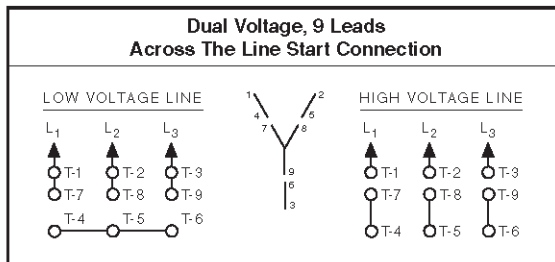 Dual Voltage, 9 Leads
Across The Line Start Connection
LOW VOLTAGE LINE
L1 L2 L3
T-1 T-2 T-3
T-7 T-8 T-9
T-4 T-5 T-6
1 2
4 5
7 8
9
6
3
HIGH VOLTAGE LINE
L1 L2 L3
T-1 T-2 T-3
T-7 T-8 T-9
T-4 T-5 T-6